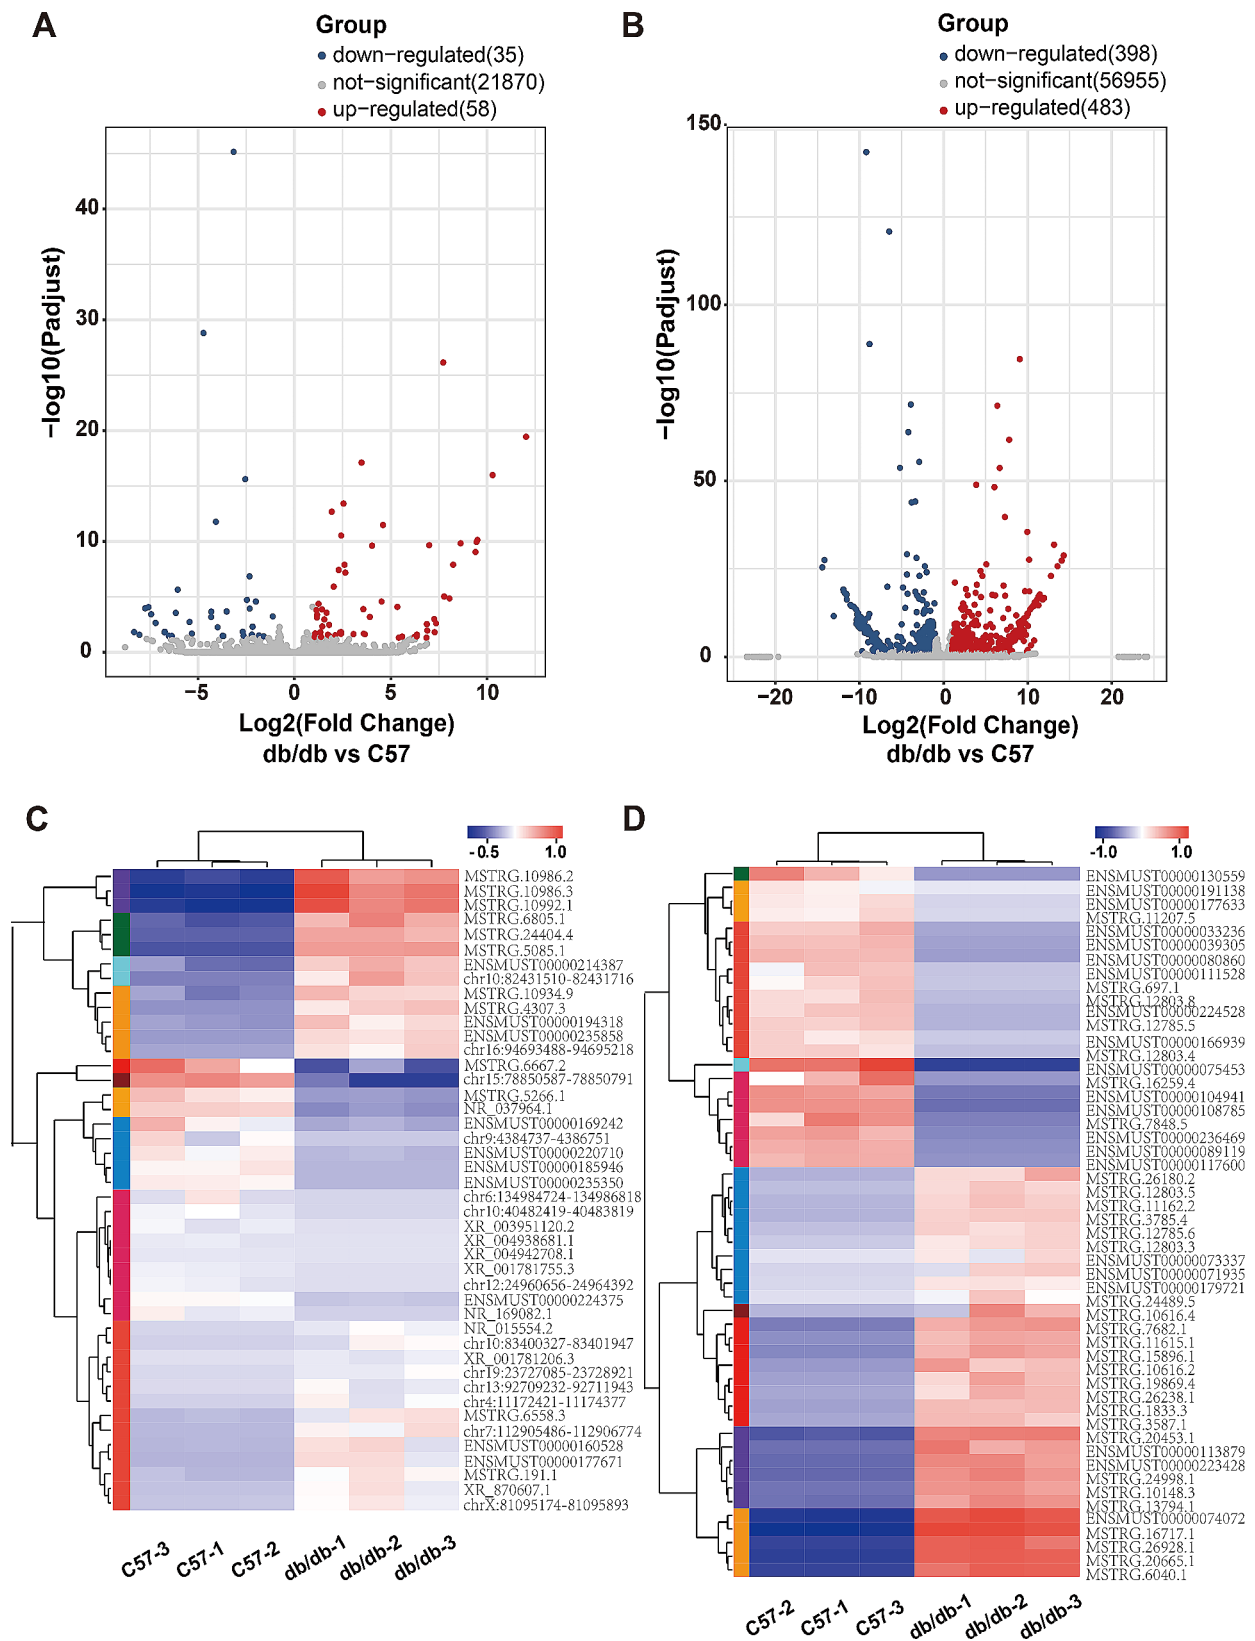 A
Group
down−regulated(35)
not−significant(21870)
up−regulated(58)
40
30
20
10
0
−log10(Padjust)
−5
0
5
10
Log2(Fold Change)
db/db vs C57
B
Group
down−regulated(398)
not−significant(56955)
up−regulated(483)
150
100
50
0
−log10(Padjust)
−20
−10
0
10
20
Log2(Fold Change)
db/db vs C57
C
-0.5
1.0
MSTRG.10986.2
MSTRG.10986.3
MSTRG.10992.1
MSTRG.6805.1
MSTRG.24404.4
MSTRG.5085.1
ENSMUST00000214387
chr10:82431510-82431716
MSTRG.10934.9
MSTRG.4307.3
ENSMUST00000194318
ENSMUST00000235858
chr16:94693488-94695218
MSTRG.6667.2
chr15:78850587-78850791
MSTRG.5266.1
NR_037964.1
ENSMUST00000169242
chr9:4384737-4386751
ENSMUST00000220710
ENSMUST00000185946
ENSMUST00000235350
chr6:134984724-134986818
chr10:40482419-40483819
XR_003951120.2
XR_004938681.1
XR_004942708.1
XR_001781755.3
chr12:24960656-24964392
ENSMUST00000224375
NR_169082.1
NR_015554.2
chr10:83400327-83401947
XR_001781206.3
chr19:23727085-23728921
chr13:92709232-92711943
chr4:11172421-11174377
MSTRG.6558.3
chr7:112905486-112906774
ENSMUST00000160528
ENSMUST00000177671
MSTRG.191.1
XR_870607.1
chrX:81095174-81095893
C57-3
C57-1
C57-2
db/db-1
db/db-2
db/db-3
D
-1.0
1.0
ENSMUST00000130559
ENSMUST00000191138
ENSMUST00000177633
MSTRG.11207.5
ENSMUST00000033236
ENSMUST00000039305
ENSMUST00000080860
ENSMUST00000111528
MSTRG.697.1
MSTRG.12803.8
ENSMUST00000224528
MSTRG.12785.5
ENSMUST00000166939
MSTRG.12803.4
ENSMUST00000075453
MSTRG.16259.4
ENSMUST00000104941
ENSMUST00000108785
MSTRG.7848.5
ENSMUST00000236469
ENSMUST00000089119
ENSMUST00000117600
MSTRG.26180.2
MSTRG.12803.5
MSTRG.11162.2
MSTRG.3785.4
MSTRG.12785.6
MSTRG.12803.3
ENSMUST00000073337
ENSMUST00000071935
ENSMUST00000179721
MSTRG.24489.5
MSTRG.10616.4
MSTRG.7682.1
MSTRG.11615.1
MSTRG.15896.1
MSTRG.10616.2
MSTRG.19869.4
MSTRG.26238.1
MSTRG.1833.3
MSTRG.3587.1
MSTRG.20453.1
ENSMUST00000113879
ENSMUST00000223428
MSTRG.24998.1
MSTRG.10148.3
MSTRG.13794.1
ENSMUST00000074072
MSTRG.16717.1
MSTRG.26928.1
MSTRG.20665.1
MSTRG.6040.1
C57-2
C57-1
C57-3
db/db-1
db/db-2
db/db-3